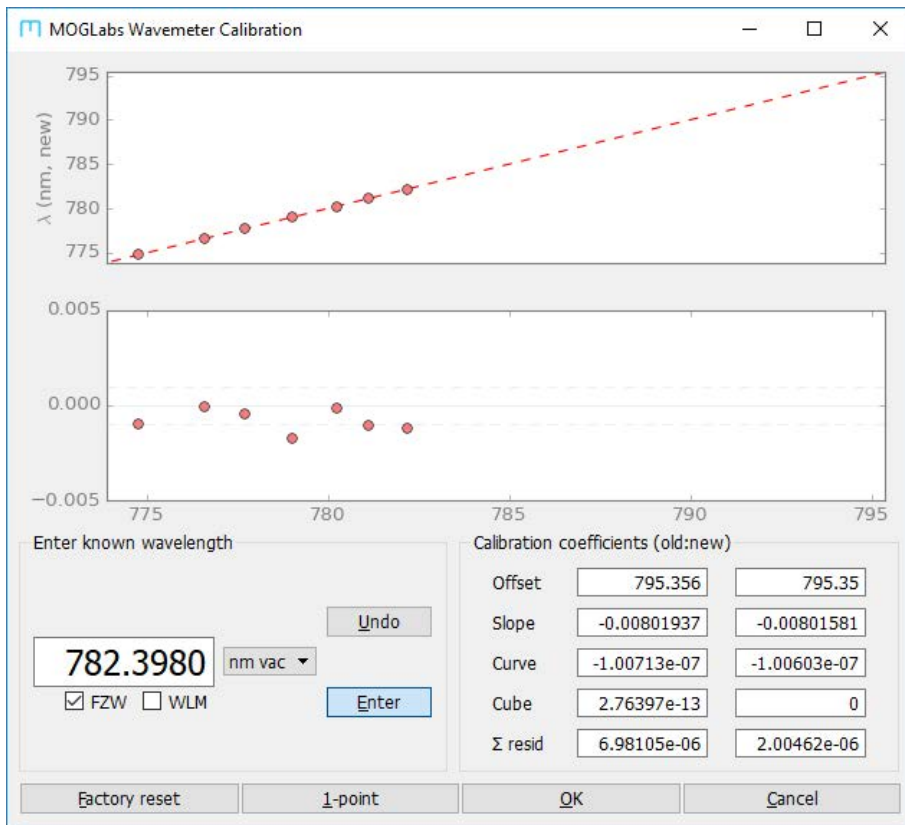 MOGLabs Wavemeter Calibration
λ (nm, new)
795
790
785
780
775
0.005
0.000
−0.005
775 780 785 790 795
Enter known wavelength
782.3980 nm vac
FZW WLM
Undo
Enter
Calibration coefficients (old:new)
Offset 795.356 795.35
Slope -0.00801937 -0.00801581
Curve -1.00713e-07 -1.00603e-07
Cube 2.76397e-13 0
Σ resid 6.98105e-06 2.00462e-06
Factory reset 1-point OK Cancel